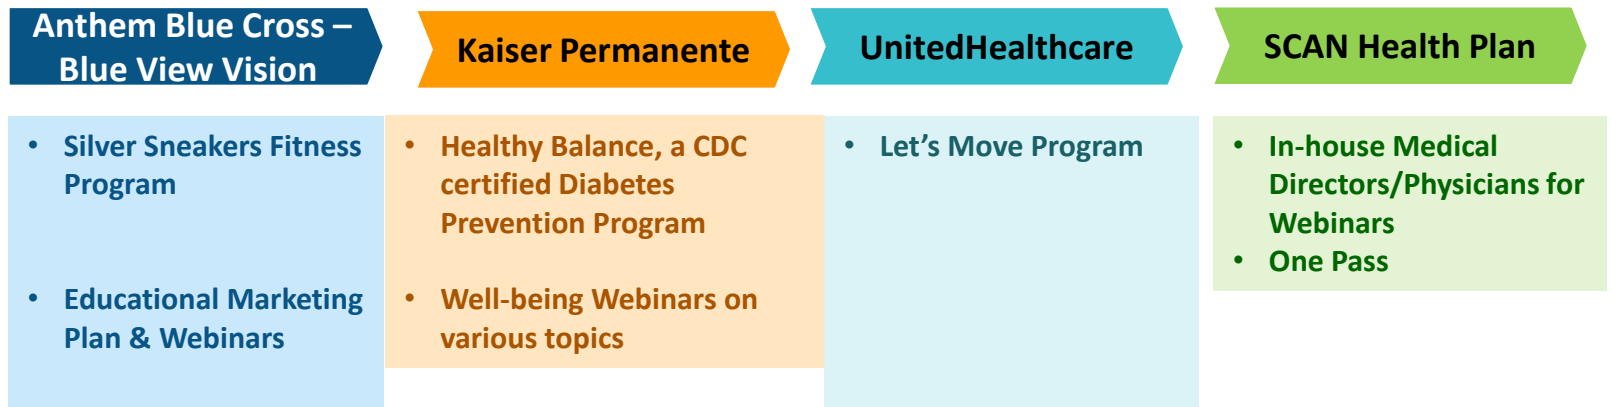 Anthem Blue Cross –
Blue View Vision
Kaiser Permanente
UnitedHealthcare
SCAN Health Plan
• Silver Sneakers Fitness
Program
• Educational Marketing
Plan & Webinars
• Healthy Balance, a CDC
certified Diabetes
Prevention Program
• Well-being Webinars on
various topics
• Let’s Move Program
• In-house Medical
Directors/Physicians for
Webinars
• One Pass